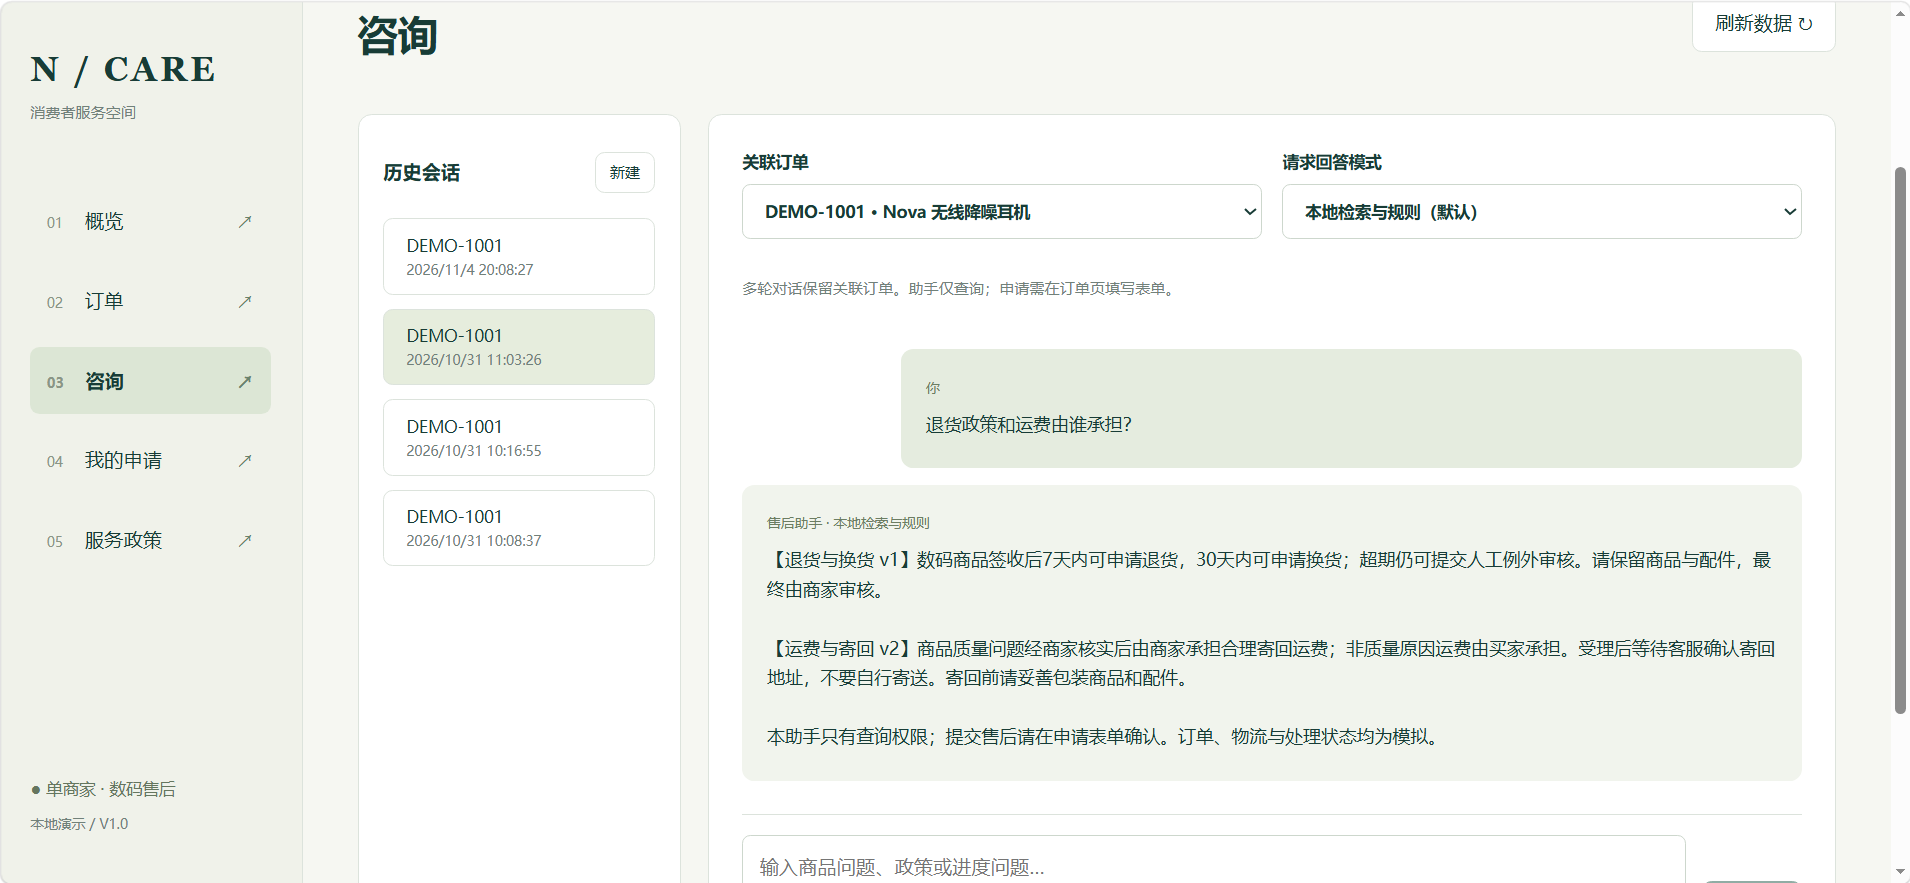 N / CARE
消费者服务空间
01 概览 ↗
02 订单 ↗
03 咨询 ↗
04 我的申请 ↗
05 服务政策 ↗
● 单商家 · 数码售后
本地演示 / V1.0
咨询
刷新数据 ↻
历史会话
新建
DEMO-1001
2026/11/4 20:08:27
DEMO-1001
2026/10/31 11:03:26
DEMO-1001
2026/10/31 10:16:55
DEMO-1001
2026/10/31 10:08:37
关联订单
DEMO-1001 • Nova 无线降噪耳机
请求回答模式
本地检索与规则（默认）
多轮对话保留关联订单。助手仅查询；申请需在订单页填写表单。
你
退货政策和运费由谁承担？
售后助手 · 本地检索与规则
【退货与换货 v1】数码商品签收后7天内可申请退货，30天内可申请换货；超期仍可提交人工例外审核。请保留商品与配件，最
终由商家审核。
【运费与寄回 v2】商品质量问题经商家核实后由商家承担合理寄回运费；非质量原因运费由买家承担。受理后等待客服确认寄回
地址，不要自行寄送。寄回前请妥善包装商品和配件。
本助手只有查询权限；提交售后请在申请表单确认。订单、物流与处理状态均为模拟。
输入商品问题、政策或进度问题...